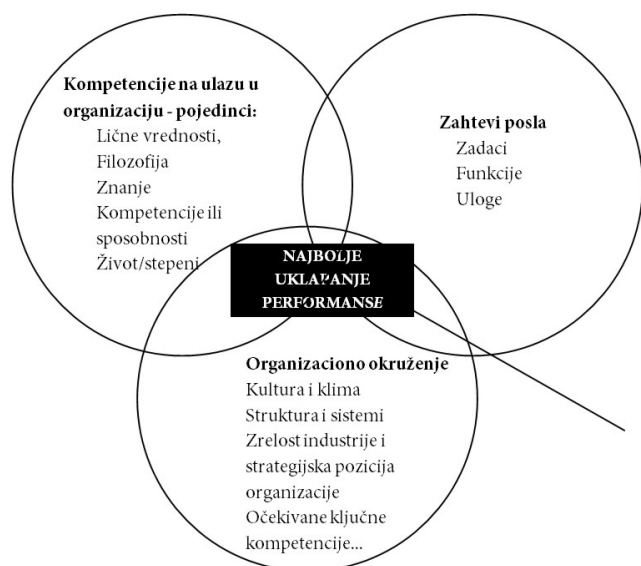 Kompetencije na ulazu u
organizaciju - pojedinci:
Lične vrednosti,
Filozofija
Znanje
Kompetencije ili
sposobnosti
Život/stepeni
Zahtevi posla
Zadaci
Funkcije
Uloge
NAJBOLJE
UKLAPANJE
PERFORMANSE
Organizaciono okruženje
Kultura i klima
Struktura i sistemi
Zrelost industrije i
strategijska pozicija
organizacije
Očekivane ključne
kompetencije...